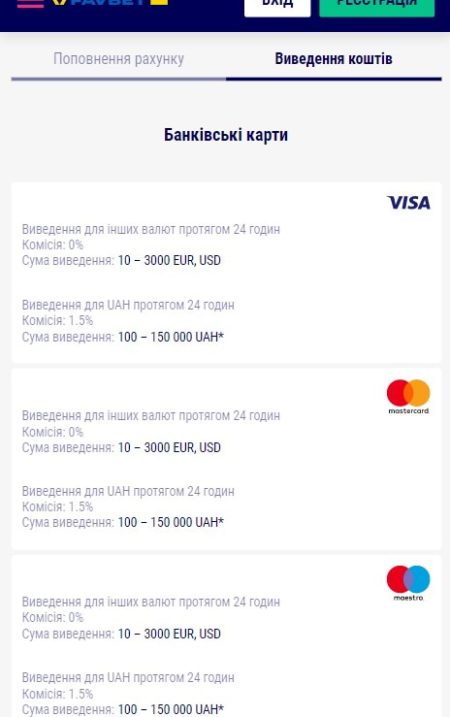 FAVBET
ВХІД
РЕЄСТРАЦІЯ
Поповнення рахунку
Виведення коштів
Банківські карти
VISA
Виведення для інших валют протягом 24 годин
Комісія: 0%
Сума виведення: 10 – 3000 EUR, USD
Виведення для UAH протягом 24 годин
Комісія: 1.5%
Сума виведення: 100 – 150 000 UAH*
mastercard
Виведення для інших валют протягом 24 годин
Комісія: 0%
Сума виведення: 10 – 3000 EUR, USD
Виведення для UAH протягом 24 годин
Комісія: 1.5%
Сума виведення: 100 – 150 000 UAH*
maestro
Виведення для інших валют протягом 24 годин
Комісія: 0%
Сума виведення: 10 – 3000 EUR, USD
Виведення для UAH протягом 24 годин
Комісія: 1.5%
Сума виведення: 100 – 150 000 UAH*